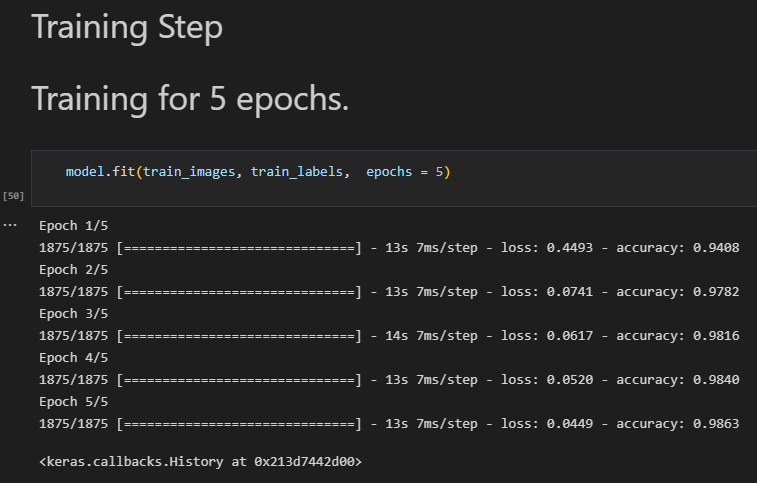 Training Step
Training for 5 epochs.
model.fit(train_images, train_labels,  epochs = 5)
[50]
...
Epoch 1/5
1875/1875 [==============================] - 13s 7ms/step - loss: 0.4493 - accuracy: 0.9408
Epoch 2/5
1875/1875 [==============================] - 13s 7ms/step - loss: 0.0741 - accuracy: 0.9782
Epoch 3/5
1875/1875 [==============================] - 14s 7ms/step - loss: 0.0617 - accuracy: 0.9816
Epoch 4/5
1875/1875 [==============================] - 13s 7ms/step - loss: 0.0520 - accuracy: 0.9840
Epoch 5/5
1875/1875 [==============================] - 13s 7ms/step - loss: 0.0449 - accuracy: 0.9863
<keras.callbacks.History at 0x213d7442d00>